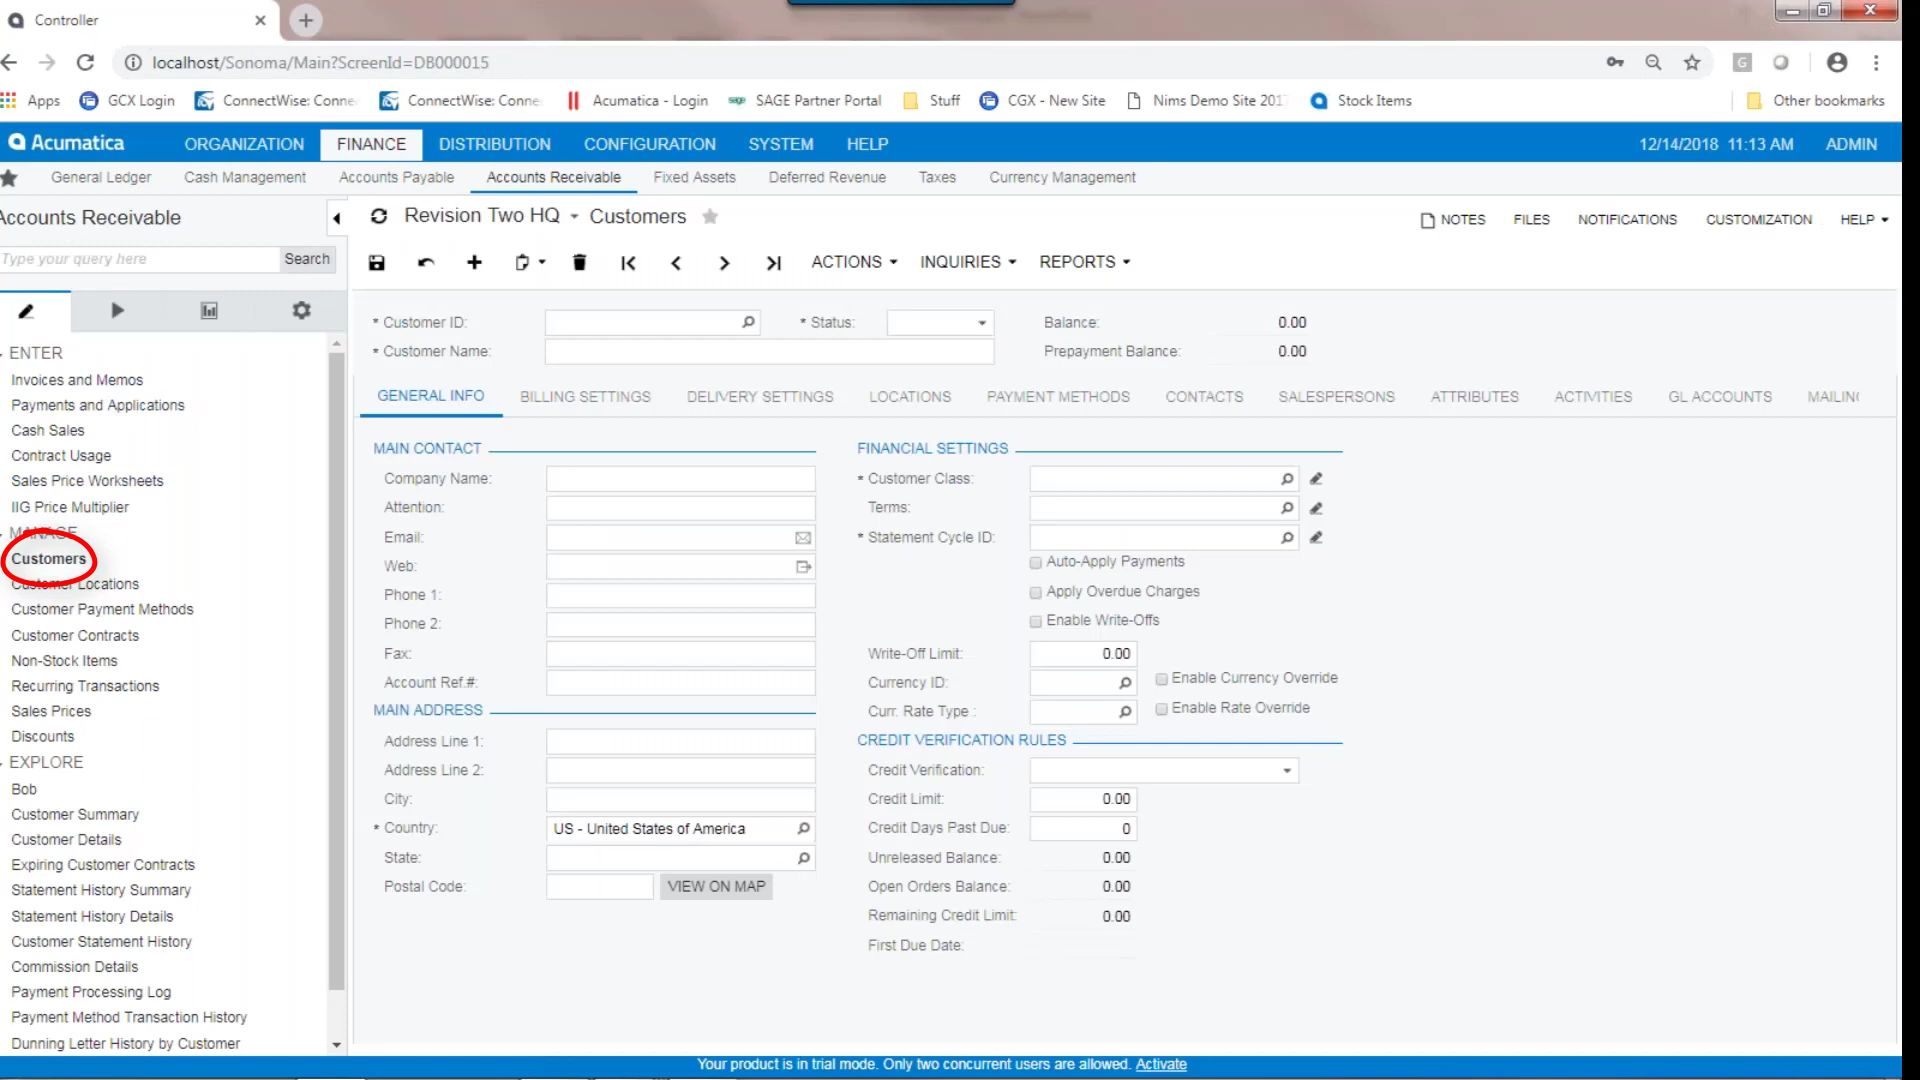 Controller
localhost/Sonoma/Main?ScreenId=DB000015
Apps GCX Login ConnectWise: Conne ConnectWise: Conne Acumatica - Login SAGE Partner Portal Stuff CGX - New Site Nims Demo Site 201 Stock Items Other bookmarks
Acumatica ORGANIZATION FINANCE DISTRIBUTION CONFIGURATION SYSTEM HELP 12/14/2018 11:13 AM ADMIN
General Ledger Cash Management Accounts Payable Accounts Receivable Fixed Assets Deferred Revenue Taxes Currency Management
Accounts Receivable Revision Two HQ Customers NOTES FILES NOTIFICATIONS CUSTOMIZATION HELP
Type your query here Search ACTIONS INQUIRIES REPORTS
ENTER
Invoices and Memos
Payments and Applications
Cash Sales
Contract Usage
Sales Price Worksheets
IIG Price Multiplier
MANAGE
Customers
Customer Locations
Customer Payment Methods
Customer Contracts
Non-Stock Items
Recurring Transactions
Sales Prices
Discounts
EXPLORE
Bob
Customer Summary
Customer Details
Expiring Customer Contracts
Statement History Summary
Statement History Details
Customer Statement History
Commission Details
Payment Processing Log
Payment Method Transaction History
Dunning Letter History by Customer
* Customer ID: * Status: Balance: 0.00
* Customer Name: Prepayment Balance: 0.00
GENERAL INFO BILLING SETTINGS DELIVERY SETTINGS LOCATIONS PAYMENT METHODS CONTACTS SALESPERSONS ATTRIBUTES ACTIVITIES GL ACCOUNTS MAILIN
MAIN CONTACT
Company Name:
Attention:
Email:
Web:
Phone 1:
Phone 2:
Fax:
Account Ref.#:
MAIN ADDRESS
Address Line 1:
Address Line 2:
City:
* Country: US - United States of America
State:
Postal Code: VIEW ON MAP
FINANCIAL SETTINGS
* Customer Class:
Terms:
* Statement Cycle ID:
Auto-Apply Payments
Apply Overdue Charges
Enable Write-Offs
Write-Off Limit: 0.00
Currency ID: Enable Currency Override
Curr. Rate Type : Enable Rate Override
CREDIT VERIFICATION RULES
Credit Verification:
Credit Limit: 0.00
Credit Days Past Due: 0
Unreleased Balance: 0.00
Open Orders Balance: 0.00
Remaining Credit Limit: 0.00
First Due Date:
Your product is in trial mode. Only two concurrent users are allowed. Activate